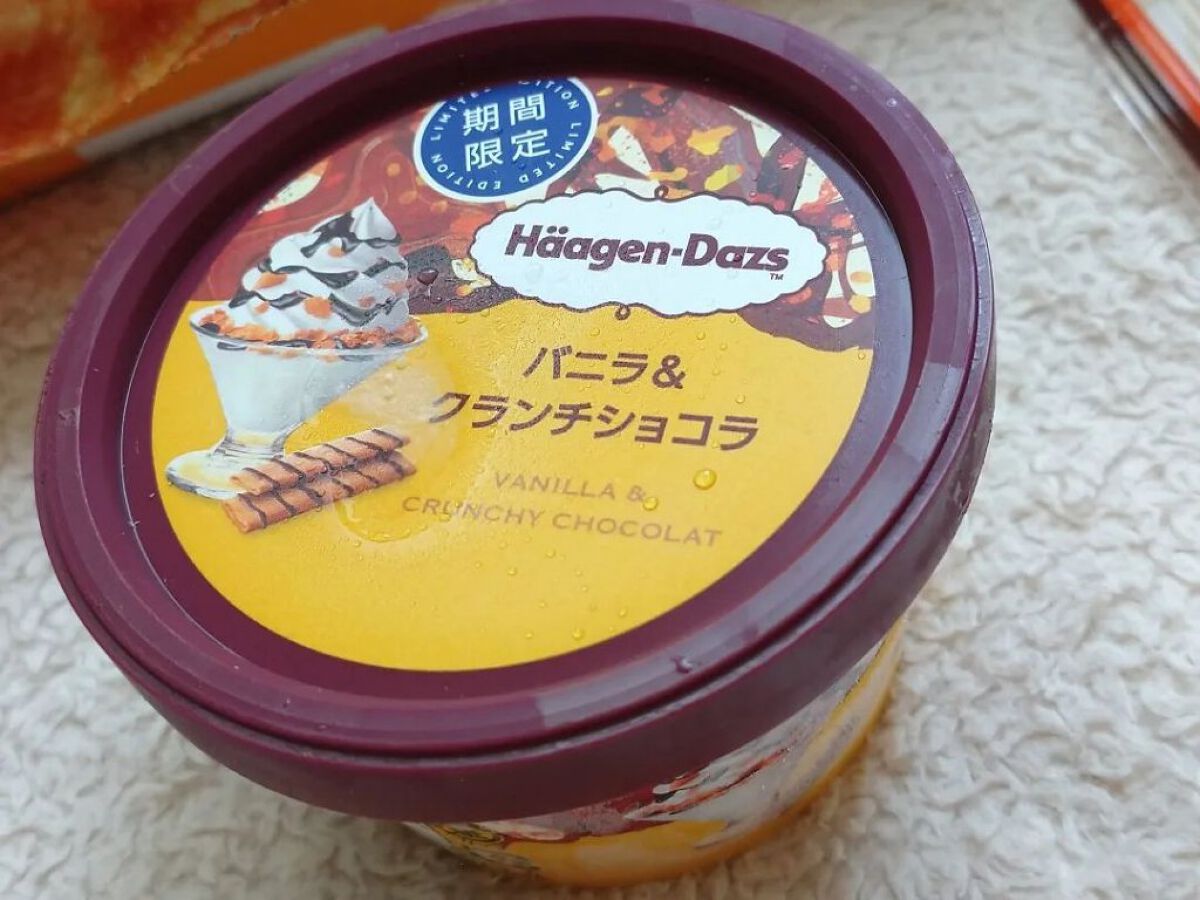 期間
限定
LIMITED EDITION LIMITED EDITION
Häagen-Dazs
TM
バニラ&
クランチショコラ
VANILLA &
CRUNCHY CHOCOLAT